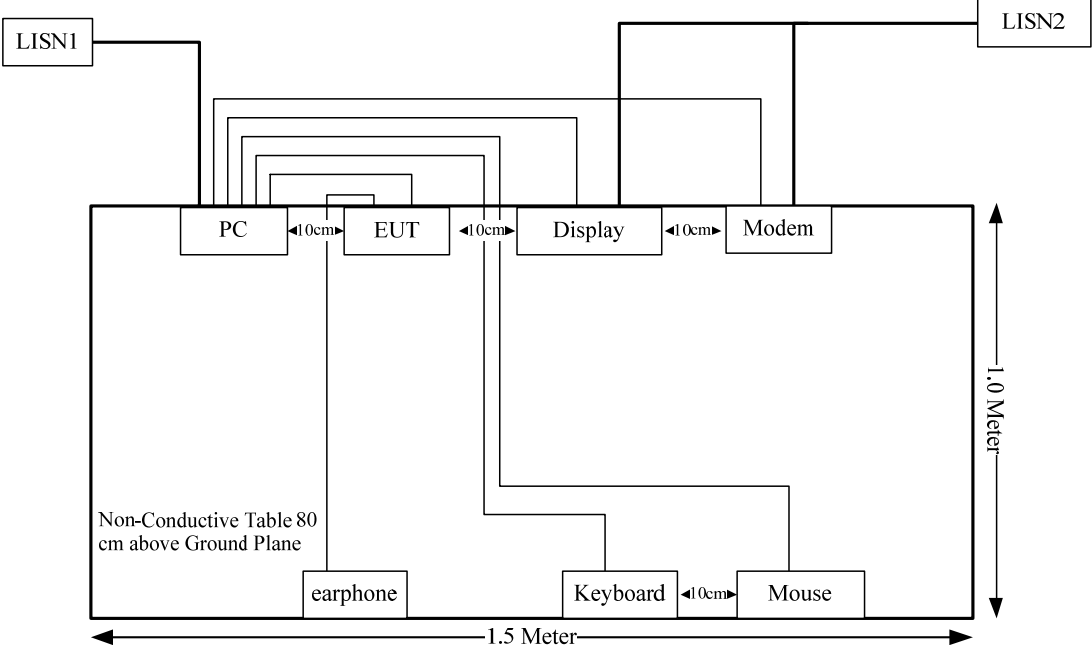 LISN1
LISN2
PC
10cm
EUT
10cm
Display
10cm
Modem
1.0 Meter
Non-Conductive Table 80
cm above Ground Plane
earphone
Keyboard
10cm
Mouse
1.5 Meter